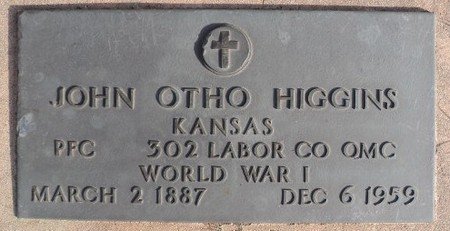 JOHN OTHO HIGGINS
KANSAS
PFC 302 LABOR CO QMC
WORLD WAR I
MARCH 2 1887 DEC 6 1959